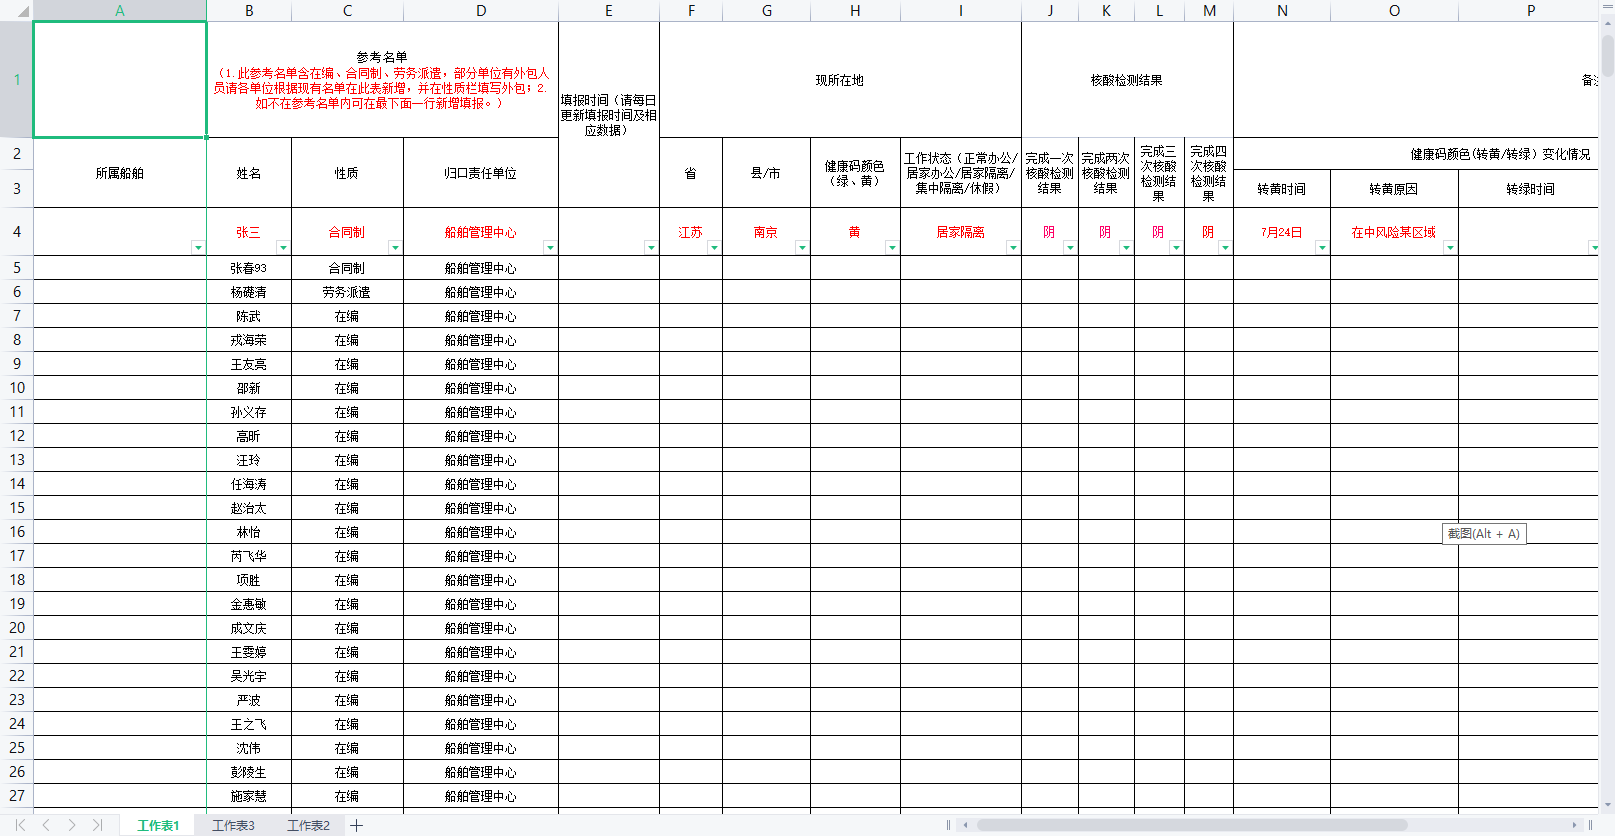 A B C D E F G H I J K L M N O P
1
参考名单
（1.此参考名单含在编、合同制、劳务派遣，部分单位有外包人
员请各单位根据现有名单在此表新增，并在性质栏填写外包；2.
如不在参考名单内可在最下面一行新增填报。）
填报时间（请每日
更新填报时间及相
应数据）
现所在地
核酸检测结果
备注
2
3
所属船舶
姓名
性质
归口责任单位
省
县/市
健康码颜色
（绿、黄）
工作状态（正常办公/
居家办公/居家隔离/
集中隔离/休假）
完成一次
核酸检测
结果
完成两次
核酸检测
结果
完成三
次核酸
检测结
果
完成四
次核酸
检测结
果
健康码颜色(转黄/转绿）变化情况
转黄时间
转黄原因
转绿时间
4 张三 合同制 船舶管理中心 江苏 南京 黄 居家隔离 阴 阴 阴 阴 7月24日 在中风险某区域
5 张春93 合同制 船舶管理中心
6 杨礎清 劳务派遣 船舶管理中心
7 陈武 在编 船舶管理中心
8 戎海荣 在编 船舶管理中心
9 王友亮 在编 船舶管理中心
10 邵新 在编 船舶管理中心
11 孙义存 在编 船舶管理中心
12 高昕 在编 船舶管理中心
13 汪玲 在编 船舶管理中心
14 任海涛 在编 船舶管理中心
15 赵治太 在编 船舶管理中心
16 林怡 在编 船舶管理中心
截图(Alt + A)
17 芮飞华 在编 船舶管理中心
18 项胜 在编 船舶管理中心
19 金惠敏 在编 船舶管理中心
20 成文庆 在编 船舶管理中心
21 王雯婷 在编 船舶管理中心
22 吴光宇 在编 船舶管理中心
23 严波 在编 船舶管理中心
24 王之飞 在编 船舶管理中心
25 沈伟 在编 船舶管理中心
26 彭陵生 在编 船舶管理中心
27 施家慧 在编 船舶管理中心
工作表1 工作表3 工作表2